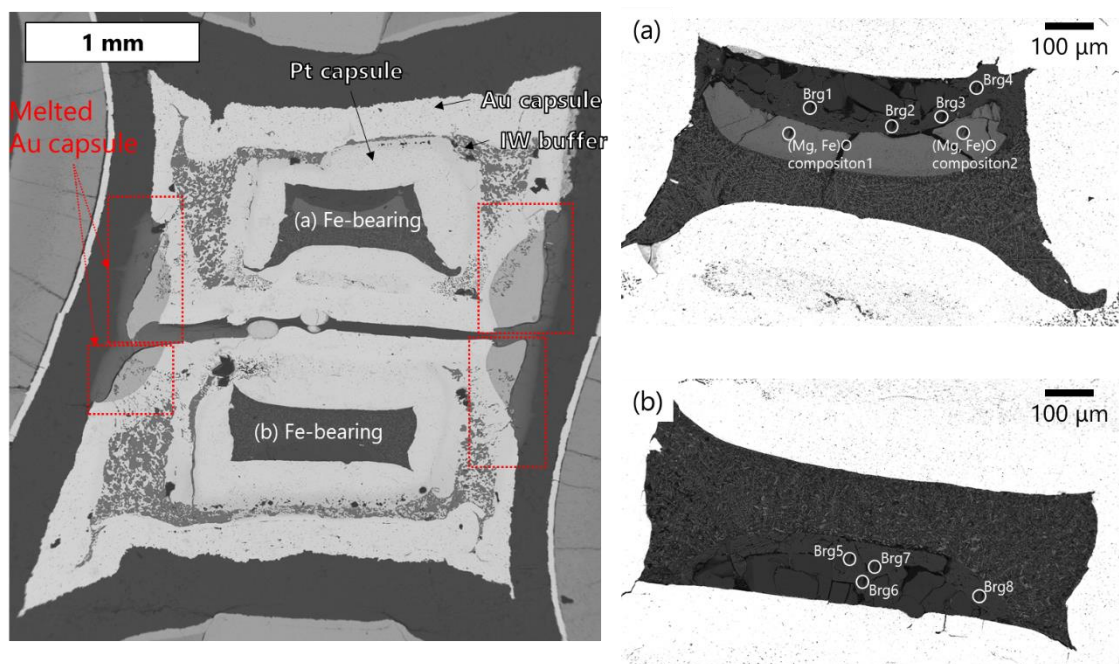 1 mm
Pt capsule
Au capsule
IW buffer
Melted
Au capsule
(a) Fe-bearing
(b) Fe-bearing
(a)
100 μm
Brg1
Brg2
Brg3
Brg4
(Mg, Fe)O
compositon1
(Mg, Fe)O
compositon2
(b)
100 μm
Brg5
Brg7
Brg6
Brg8